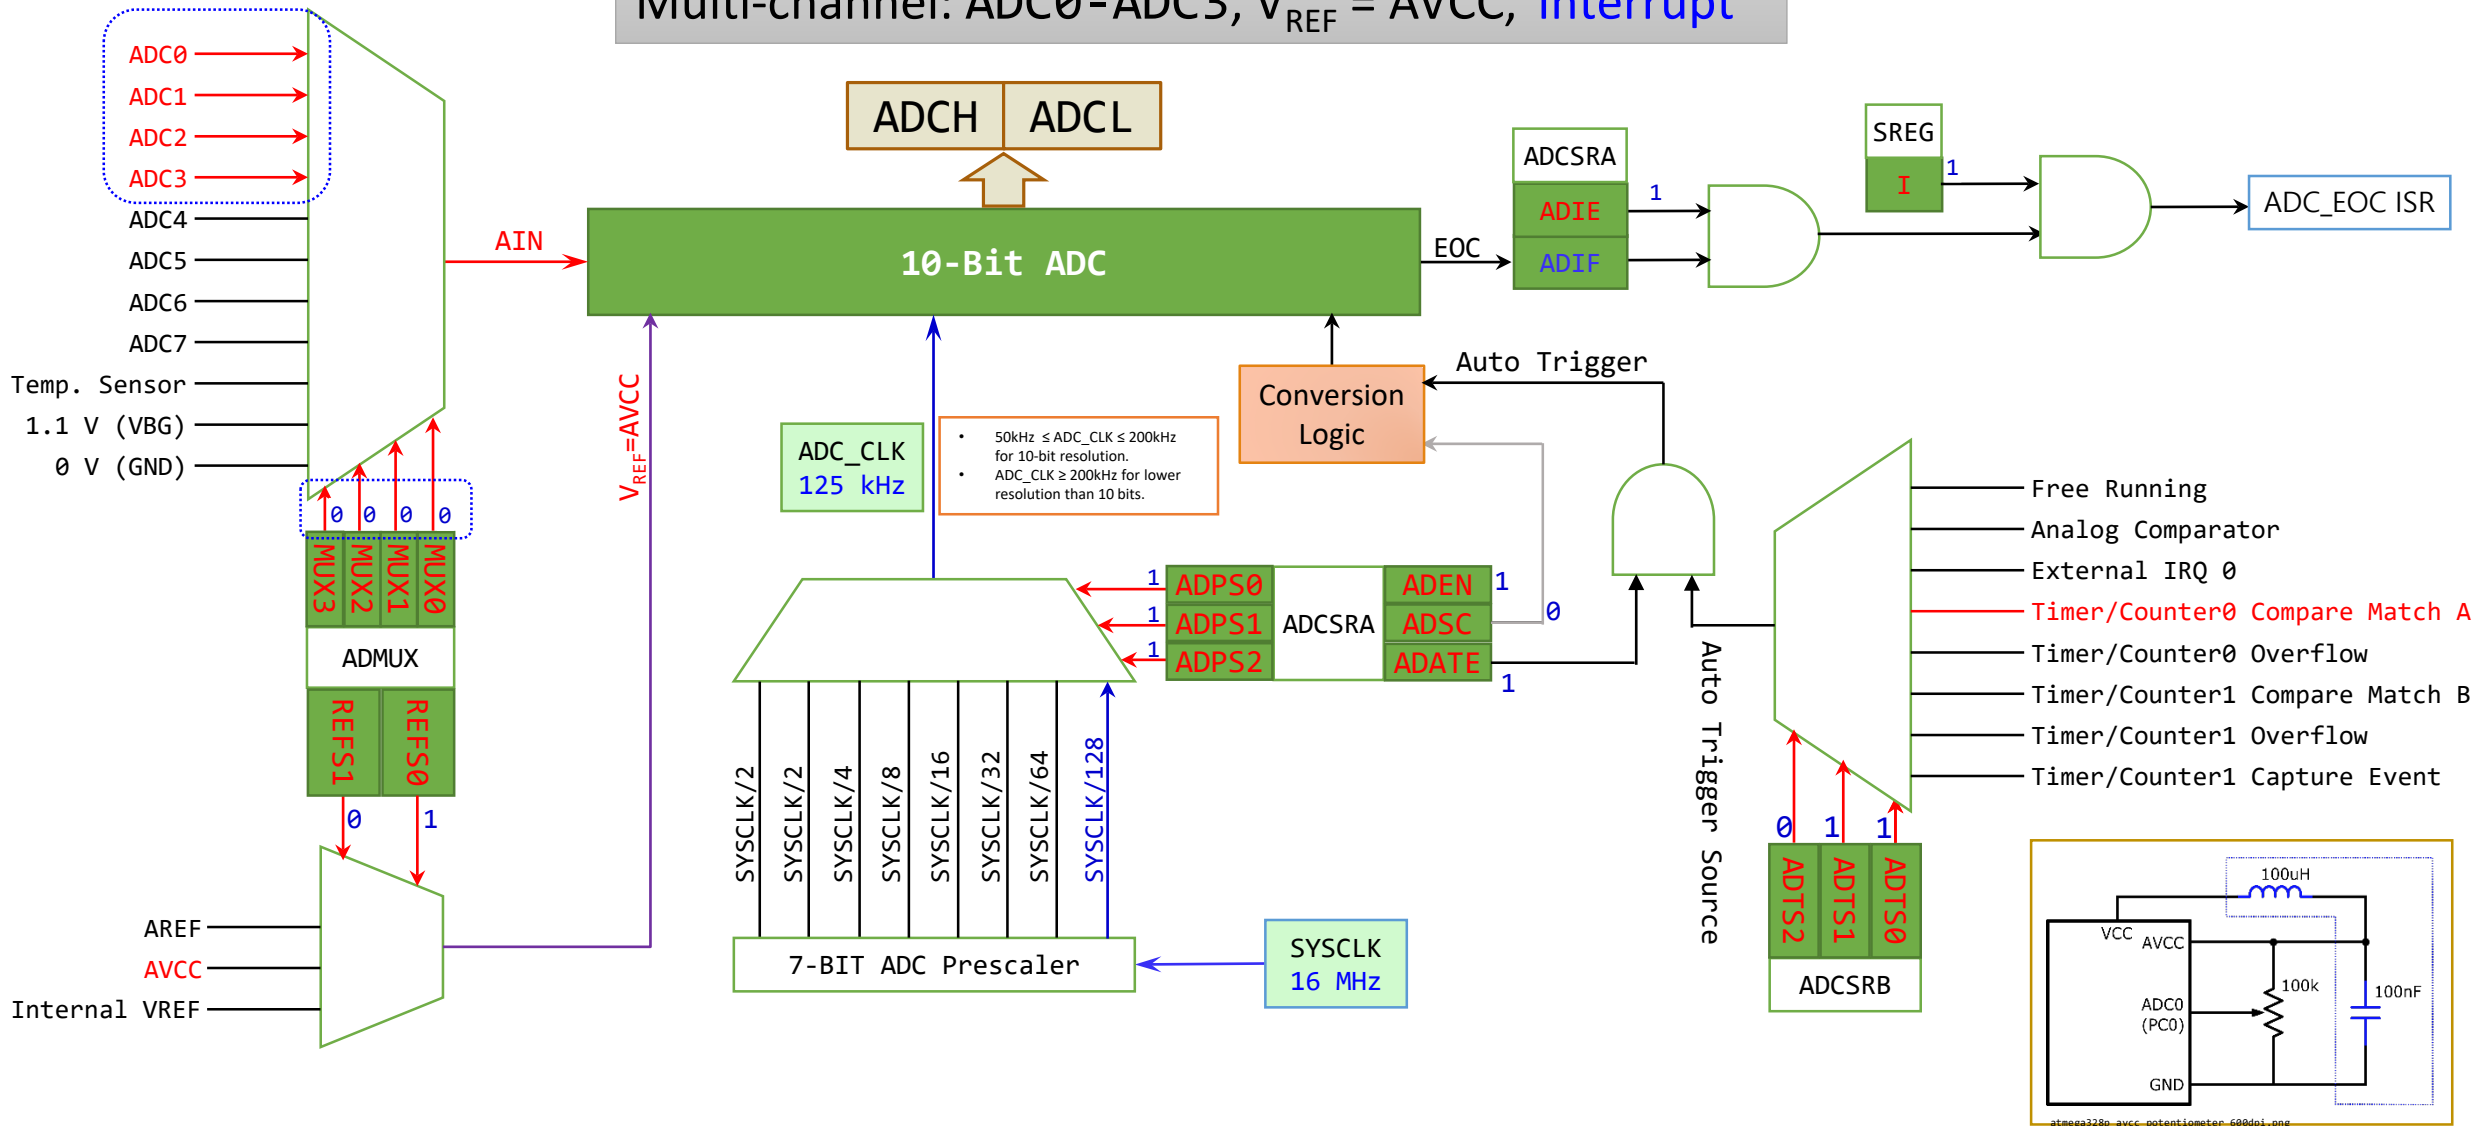 Multi-channel: ADC0-ADC3, VREF = AVCC, Interrupt
ADC0
ADC1
ADC2
ADC3
ADC4
ADC5
ADC6
ADC7
Temp. Sensor
1.1 V (VBG)
0 V (GND)
AIN
0 0 0 0
MUX3 MUX2 MUX1 MUX0
ADMUX
REFS1 REFS0
0 1
AREF
AVCC
Internal VREF
VREF=AVCC
ADCH ADCL
10-Bit ADC
EOC
ADCSRA
ADIE
ADIF
1
SREG
I
1
ADC_EOC ISR
ADC_CLK
125 kHz
• 50kHz ≤ ADC_CLK ≤ 200kHz
for 10-bit resolution.
• ADC_CLK ≥ 200kHz for lower
resolution than 10 bits.
Conversion
Logic
Auto Trigger
1 ADPS0
1 ADPS1
1 ADPS2
ADCSRA
ADEN 1
ADSC 0
ADATE 1
SYSCLK/2
SYSCLK/2
SYSCLK/4
SYSCLK/8
SYSCLK/16
SYSCLK/32
SYSCLK/64
SYSCLK/128
7-BIT ADC Prescaler
SYSCLK
16 MHz
Auto Trigger Source
Free Running
Analog Comparator
External IRQ 0
Timer/Counter0 Compare Match A
Timer/Counter0 Overflow
Timer/Counter1 Compare Match B
Timer/Counter1 Overflow
Timer/Counter1 Capture Event
0 1 1
ADTS2 ADTS1 ADTS0
ADCSRB
100uH
VCC
AVCC
100k
100nF
ADC0
(PC0)
GND
atmega328p avcc potentiometer 600dpi.png